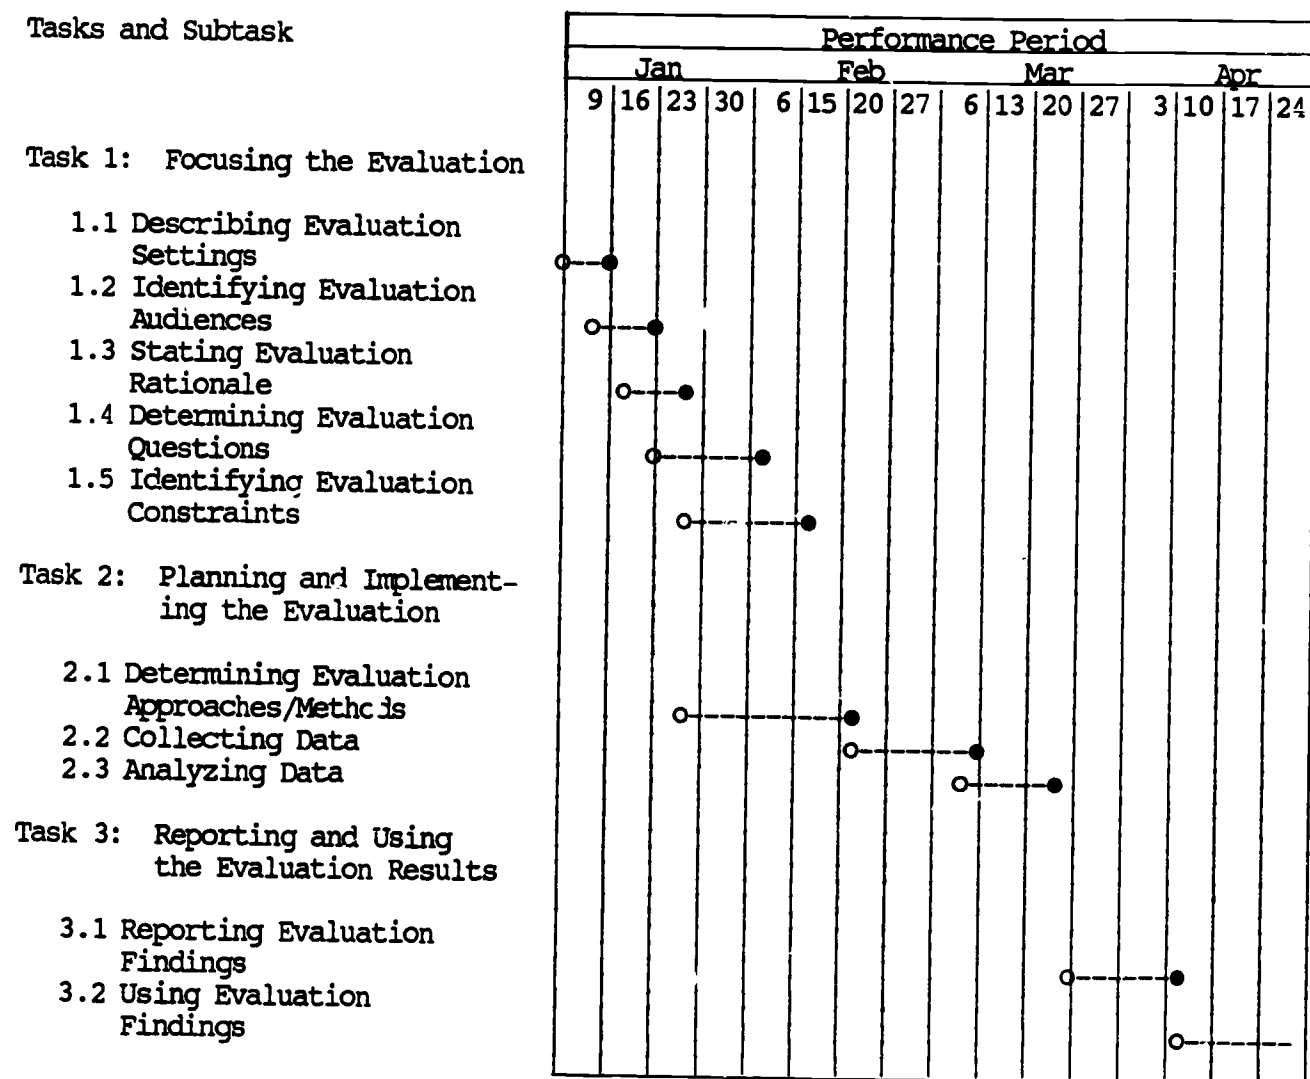 Tasks and Subtask
Performance Period
Jan Feb Mar Apr
9 16 23 30 6 15 20 27 6 13 20 27 3 10 17 24
Task 1: Focusing the Evaluation
1.1 Describing Evaluation
Settings
1.2 Identifying Evaluation
Audiences
1.3 Stating Evaluation
Rationale
1.4 Determining Evaluation
Questions
1.5 Identifying Evaluation
Constraints
Task 2: Planning and Implement-
ing the Evaluation
2.1 Determining Evaluation
Approaches/Methods
2.2 Collecting Data
2.3 Analyzing Data
Task 3: Reporting and Using
the Evaluation Results
3.1 Reporting Evaluation
Findings
3.2 Using Evaluation
Findings